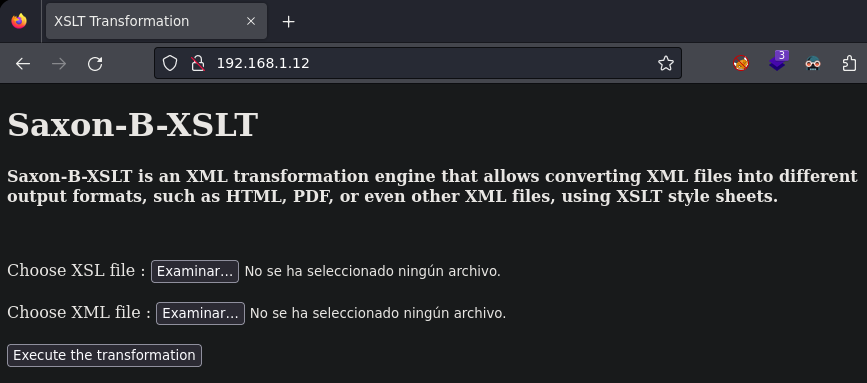 XSLT Transformation
192.168.1.12
3
Saxon-B-XSLT
Saxon-B-XSLT is an XML transformation engine that allows converting XML files into different
output formats, such as HTML, PDF, or even other XML files, using XSLT style sheets.
Choose XSL file : Examinar... No se ha seleccionado ningún archivo.
Choose XML file : Examinar... No se ha seleccionado ningún archivo.
Execute the transformation